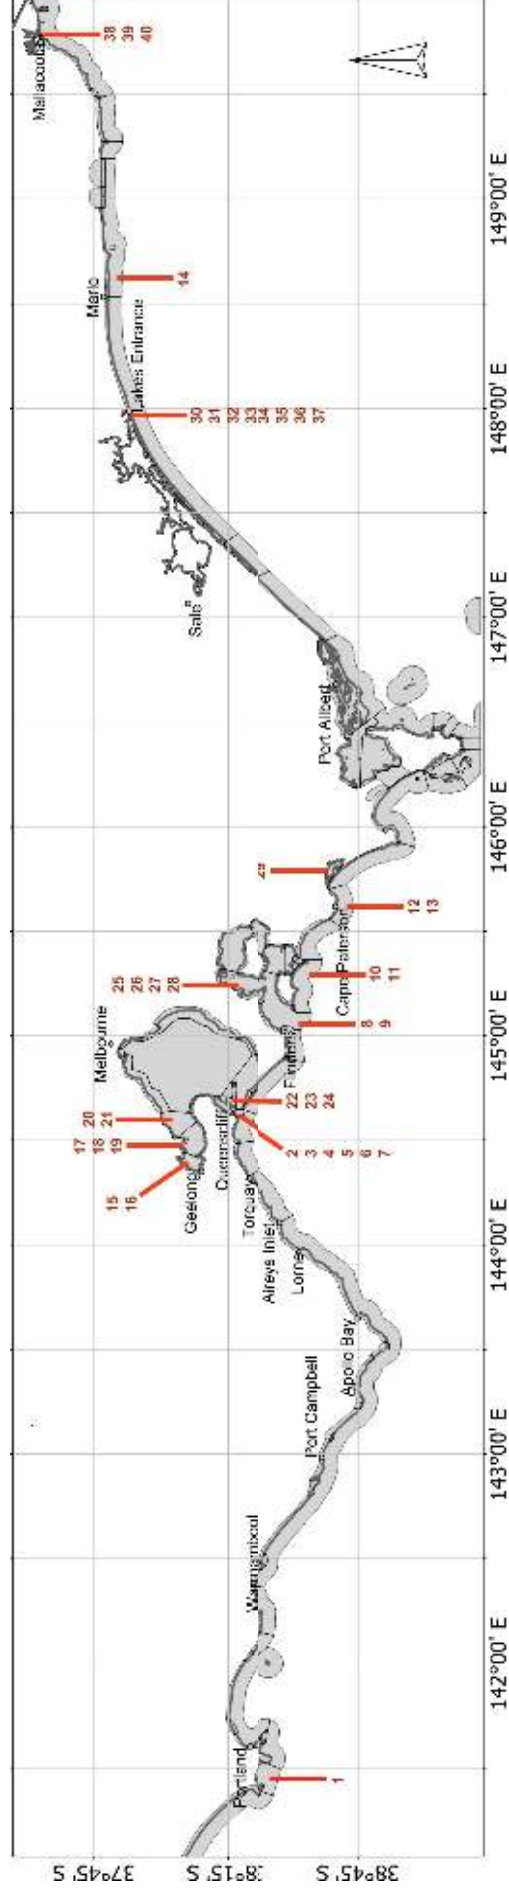 Mallacoota
38
39
40
Marlo
14
Lakes Entrance
30
31
32
33
34
35
36
37
Sale
Port Albert
12
13
Cape Paterson
10
11
25
26
27
28
8
9
Flinders
Melbourne
20
21
17
18
19
22
23
24
Queenscliff
2
3
4
5
6
7
15
16
Geelong
Torquay
Aireys Inlet
Lorne
Apollo Bay
Port Campbell
Warrnambool
Portland
1
142°00' E
143°00' E
144°00' E
145°00' E
146°00' E
147°00' E
148°00' E
149°00' E
37°45' S
38°15' S
38°45' S